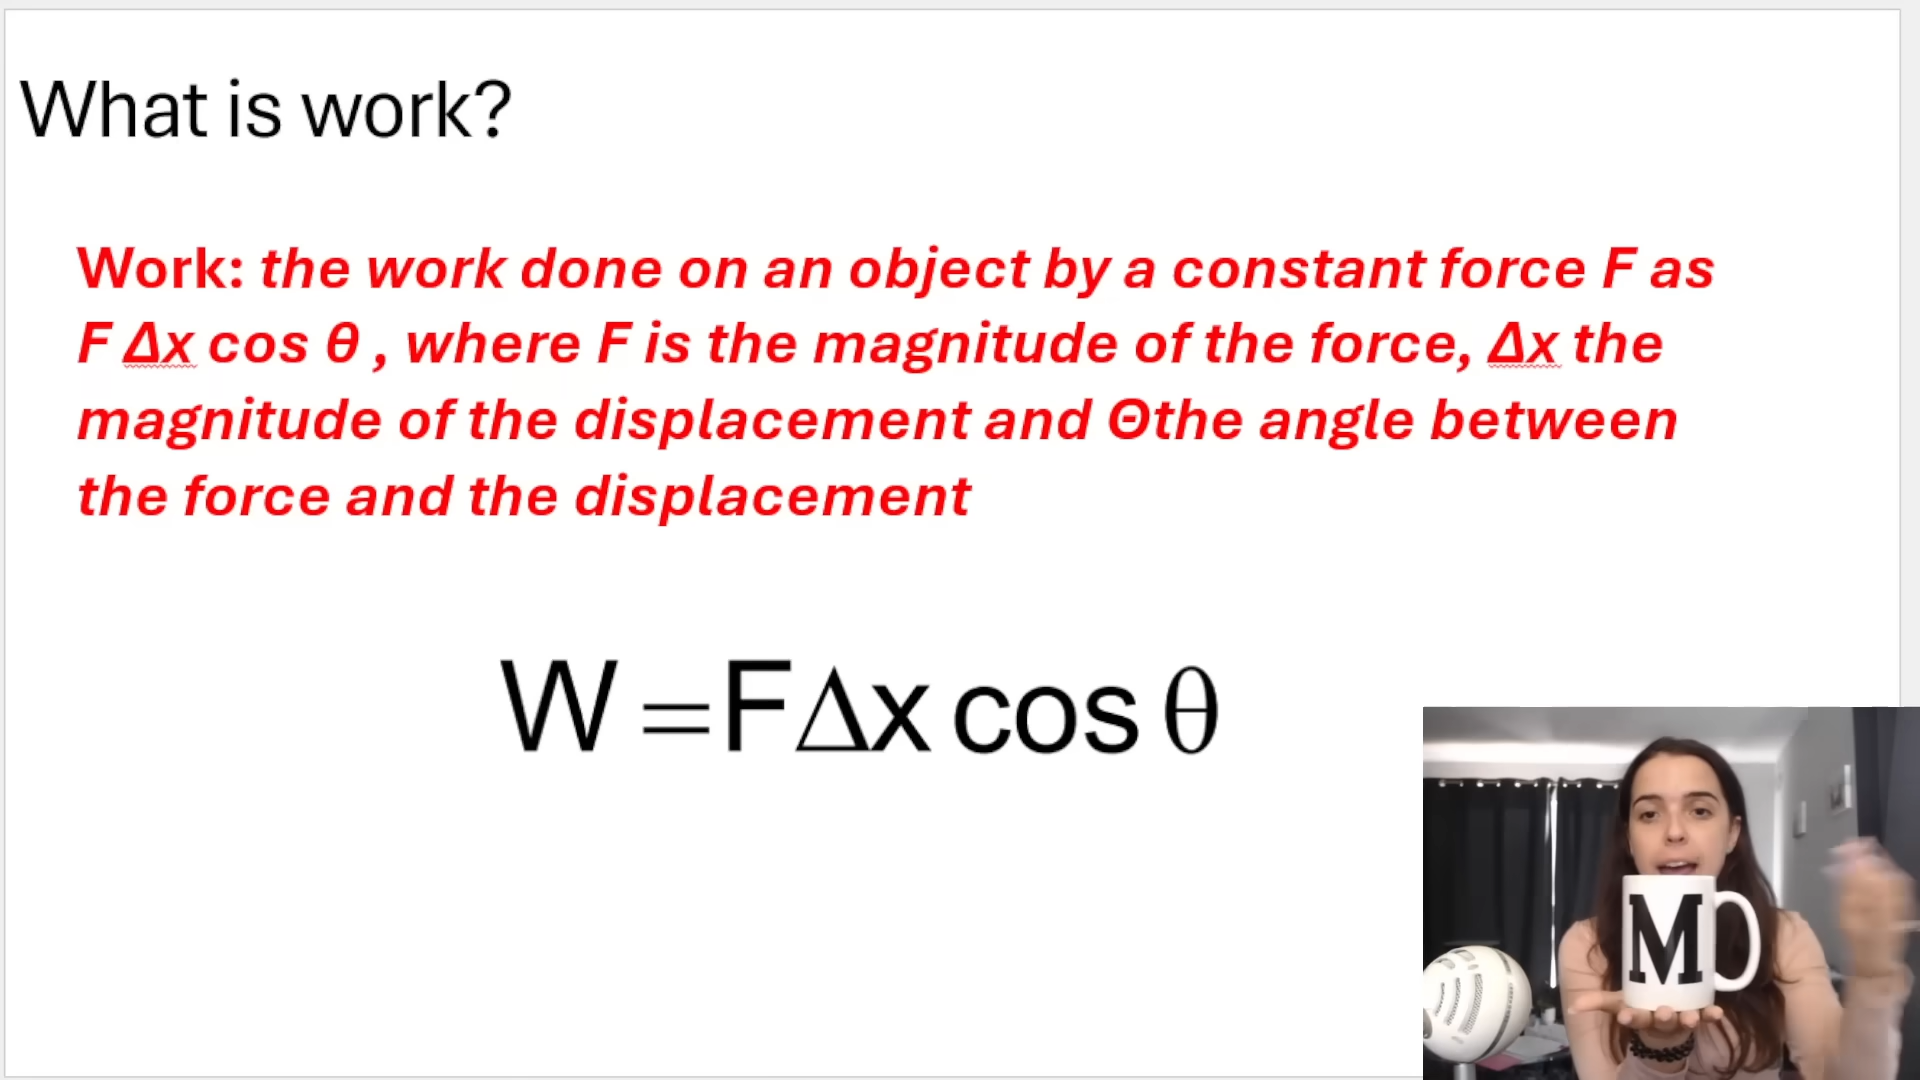 What is work?
Work: the work done on an object by a constant force F as
F Δx cos θ , where F is the magnitude of the force, Δx the
magnitude of the displacement and Θthe angle between
the force and the displacement
W =FΔx cos θ
M